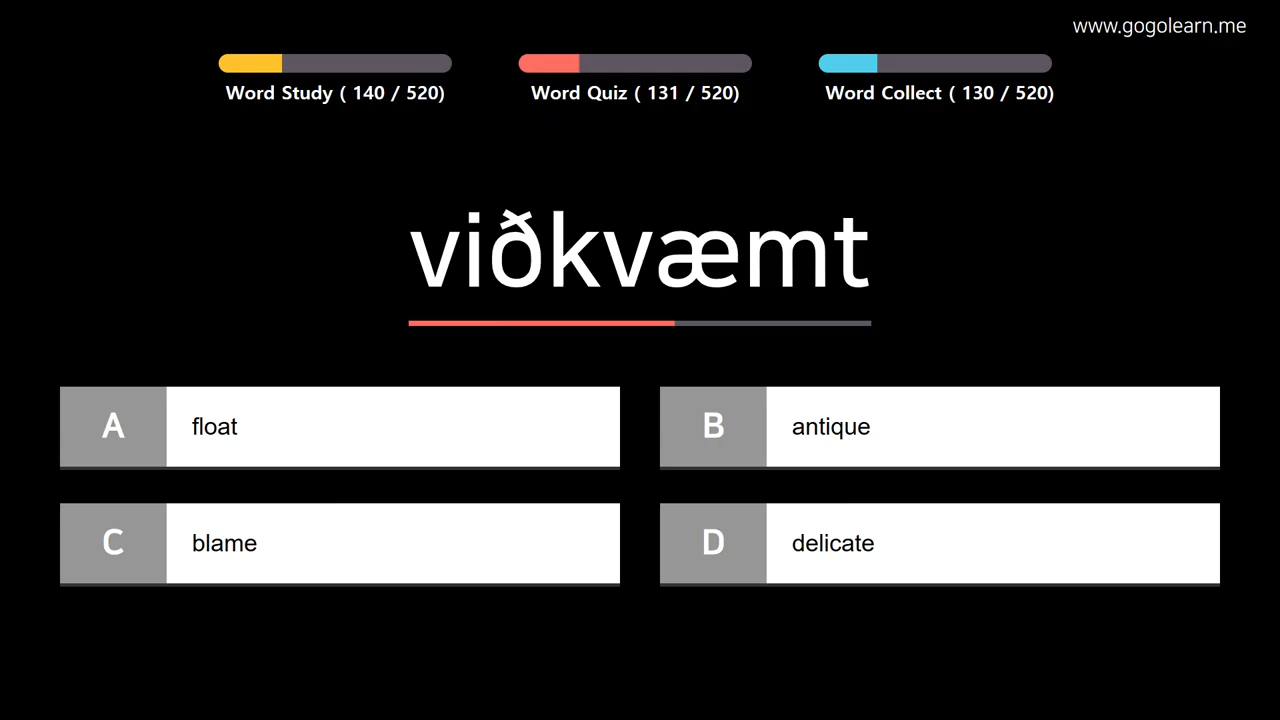 www.gogolearn.me
Word Study ( 140 / 520)
Word Quiz ( 131 / 520)
Word Collect ( 130 / 520)
viðkvæmt
A float
B antique
C blame
D delicate